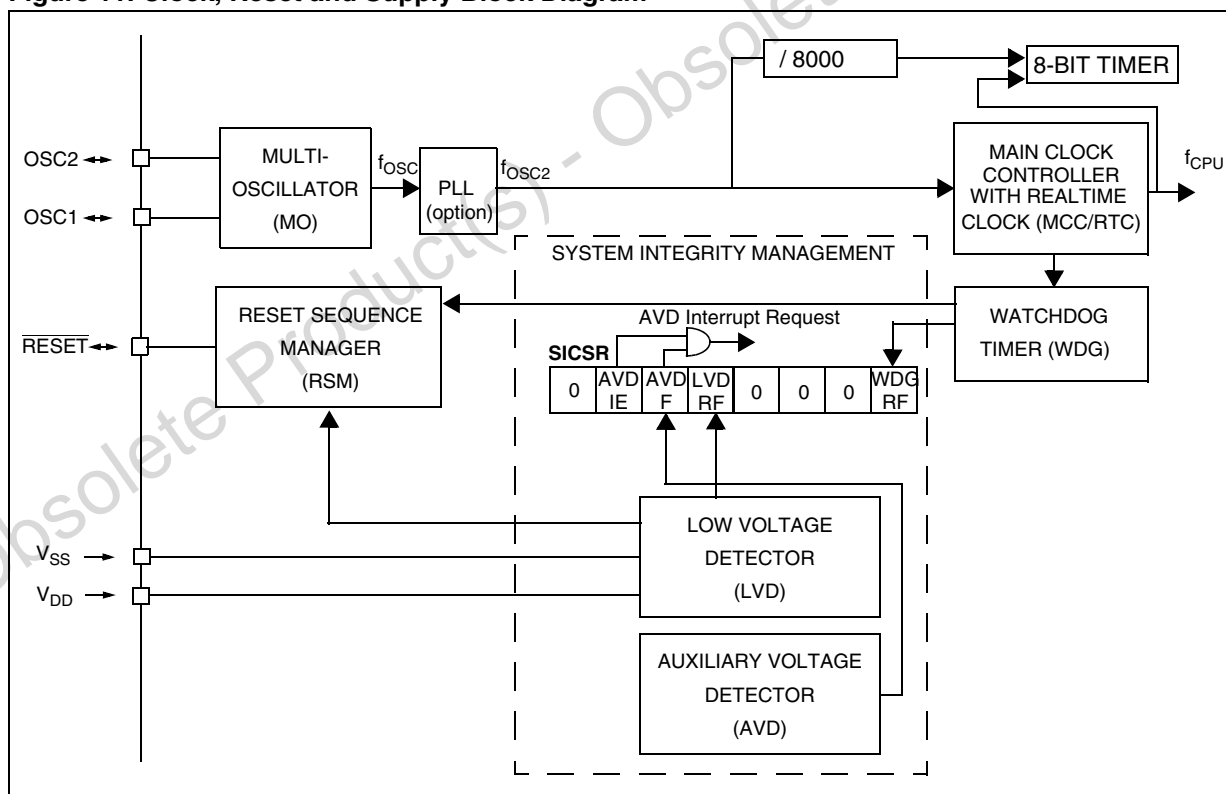 Figure 11. Clock, Reset and Supply Block Diagram
/ 8000
8-BIT TIMER
OSC2
OSC1
MULTI-
OSCILLATOR
(MO)
fOSC
PLL
(option)
fOSC2
MAIN CLOCK
CONTROLLER
WITH REALTIME
CLOCK (MCC/RTC)
fCPU
SYSTEM INTEGRITY MANAGEMENT
RESET
RESET SEQUENCE
MANAGER
(RSM)
AVD Interrupt Request
WATCHDOG
TIMER (WDG)
SICSR
0 AVD IE AVD F LVD RF 0 0 0 WDG RF
VSS
VDD
LOW VOLTAGE
DETECTOR
(LVD)
AUXILIARY VOLTAGE
DETECTOR
(AVD)
Obsolete Product(s) - Obsolete